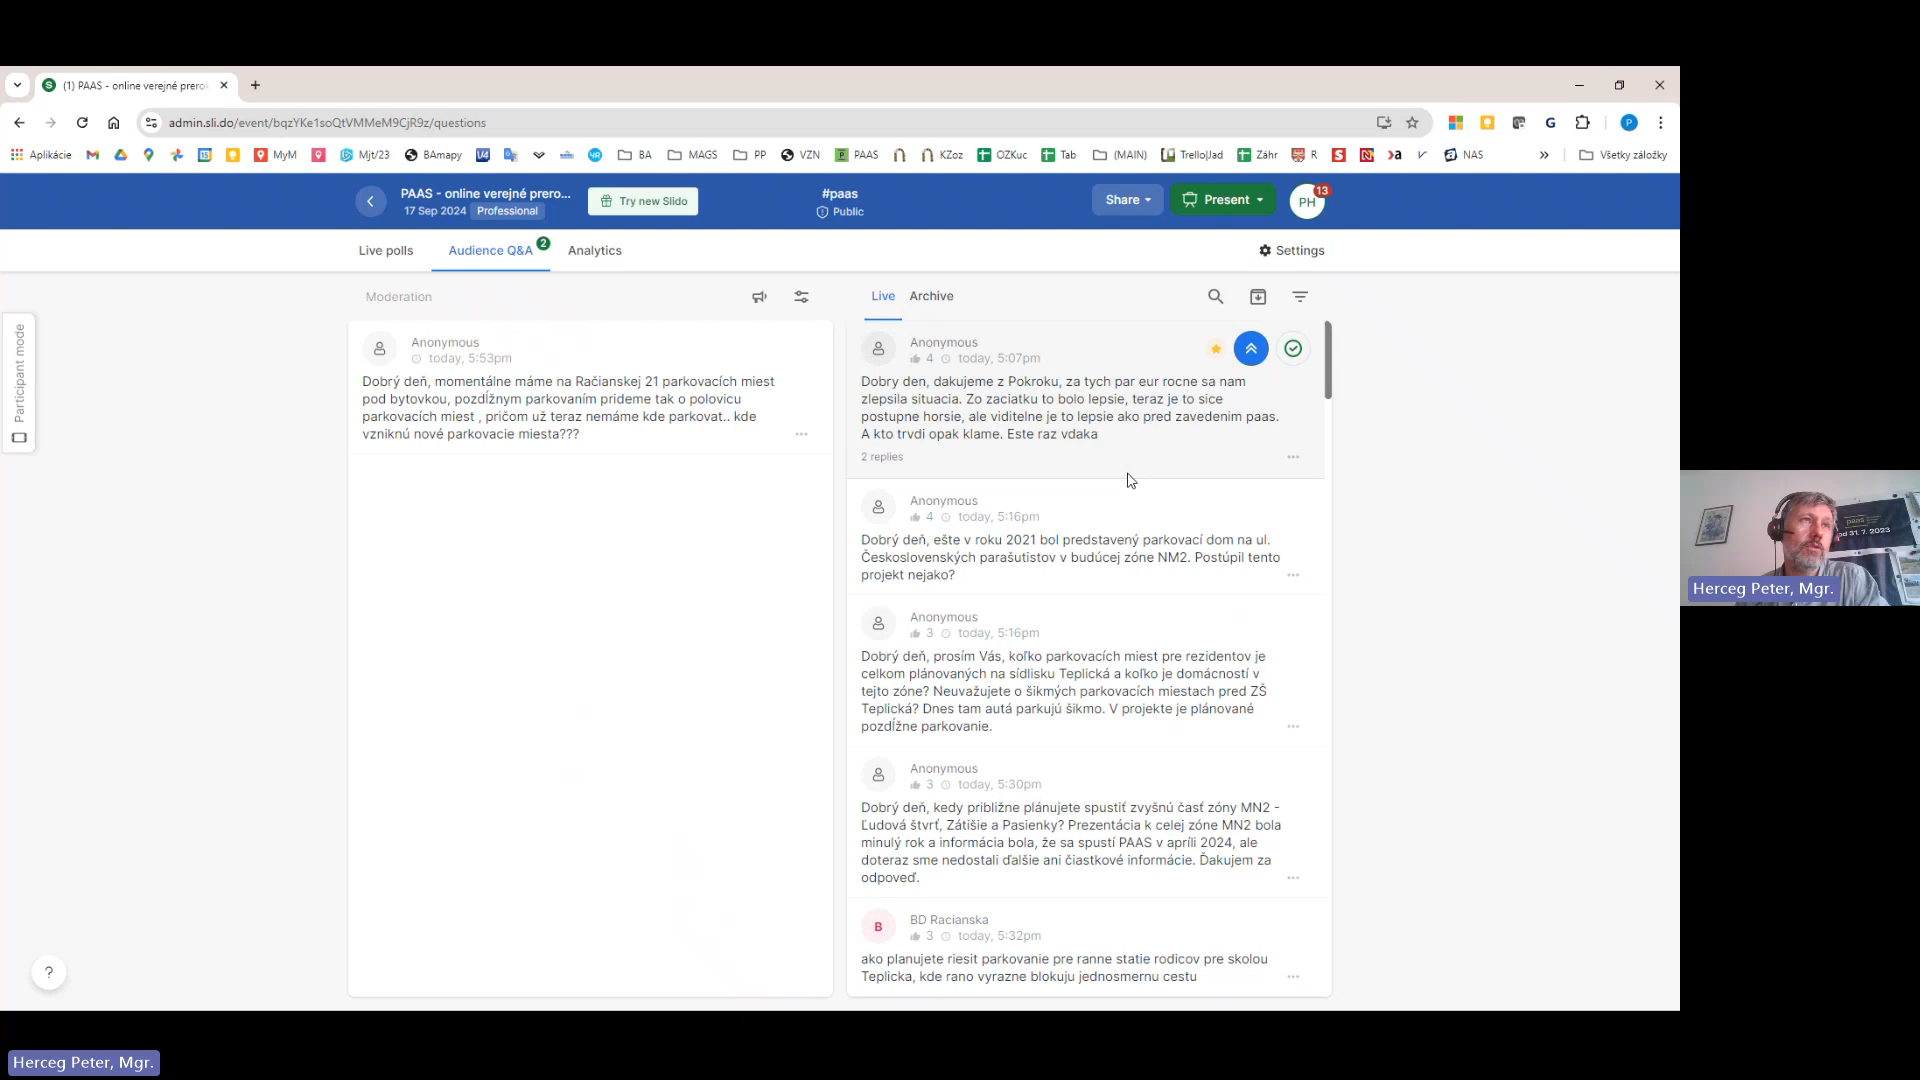 (1) PAAS - online verejné prero
admin.sli.do/event/bqzYKe1soQtVMMeM9CjR9z/questions
Aplikácie
MyM
Mjt/23
BAmapy
BA
MAGS
PP
VZN
PAAS
KZoz
OZKuc
Tab
(MAIN)
Trello|Jad
Záhr
R
NAS
Všetky záložky
PAAS - online verejné prero...
17 Sep 2024 Professional
Try new Slido
#paas
Public
Share
Present
PH
13
Live polls
Audience Q&A
2
Analytics
Settings
Participant mode
Moderation
Anonymous
today, 5:53pm
Dobrý deň, momentálne máme na Račianskej 21 parkovacích miest
pod bytovkou, pozdĺžnym parkovaním prideme tak o polovicu
parkovacích miest , pričom už teraz nemáme kde parkovat.. kde
vzniknú nové parkovacie miesta???
Live
Archive
Anonymous
4 today, 5:07pm
Dobry den, dakujeme z Pokroku, za tych par eur rocne sa nam
zlepsila situacia. Zo zaciatku to bolo lepsie, teraz je to sice
postupne horsie, ale viditelne je to lepsie ako pred zavedenim paas.
A kto trvdi opak klame. Este raz vdaka
2 replies
Anonymous
4 today, 5:16pm
Dobrý deň, ešte v roku 2021 bol predstavený parkovací dom na ul.
Československých parašutistov v budúcej zóne NM2. Postúpil tento
projekt nejako?
Anonymous
3 today, 5:16pm
Dobrý deň, prosím Vás, koľko parkovacích miest pre rezidentov je
celkom plánovaných na sídlisku Teplická a koľko je domácností v
tejto zóne? Neuvažujete o šikmých parkovacích miestach pred ZŠ
Teplická? Dnes tam autá parkujú šikmo. V projekte je plánované
pozdĺžne parkovanie.
Anonymous
3 today, 5:30pm
Dobrý deň, kedy približne plánujete spustiť zvyšnú časť zóny MN2 -
Ľudová štvrť, Zátišie a Pasienky? Prezentácia k celej zóne MN2 bola
minulý rok a informácia bola, že sa spustí PAAS v apríli 2024, ale
doteraz sme nedostali ďalšie ani čiastkové informácie. Ďakujem za
odpoveď.
B
BD Racianska
3 today, 5:32pm
ako planujete riesit parkovanie pre ranne statie rodicov pre skolou
Teplicka, kde rano vyrazne blokuju jednosmernu cestu
?
paas
od 31. 7. 2023
Herceg Peter, Mgr.
Herceg Peter, Mgr.